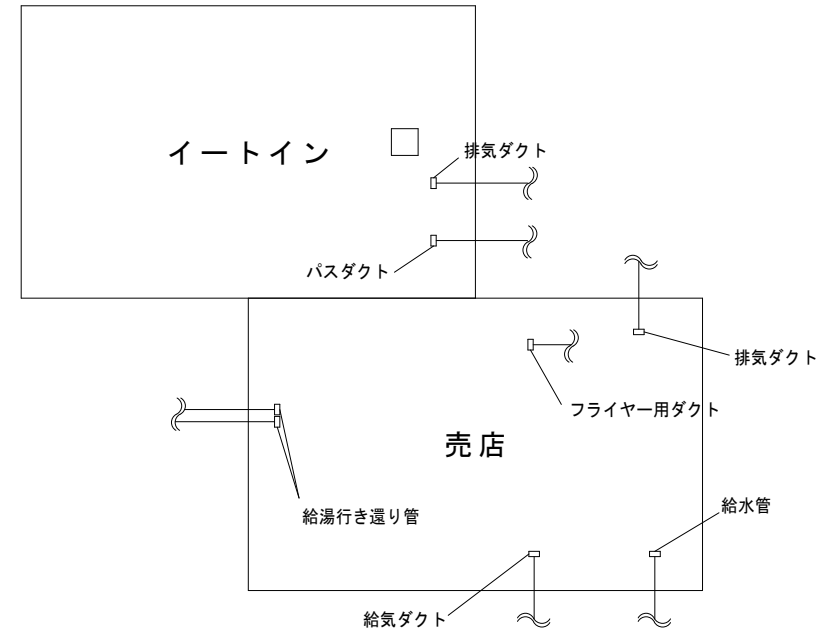 イートイン
排気ダクト
パスダクト
排気ダクト
フライヤー用ダクト
売店
給湯行き還り管
給水管
給気ダクト